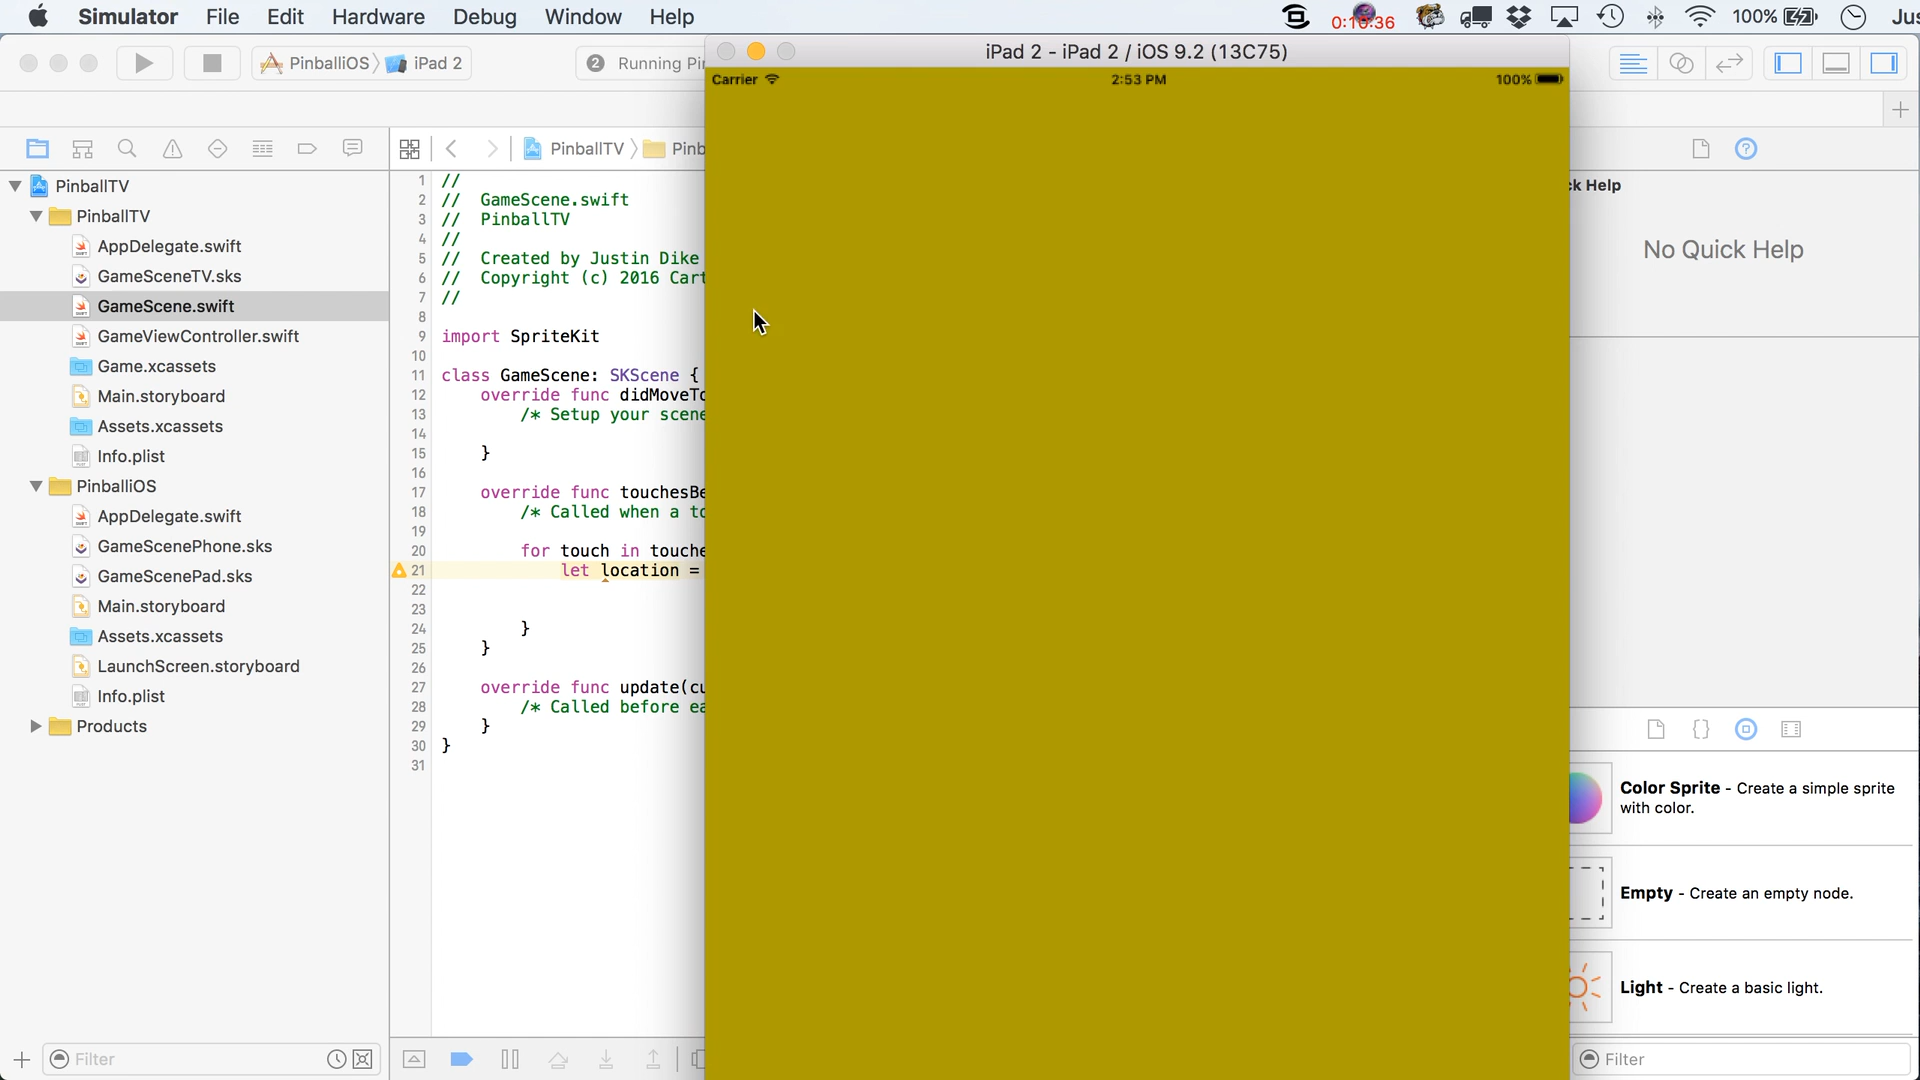 Simulator File Edit Hardware Debug Window Help 0:10:36 100% Jus
PinballiOS iPad 2 2 Running Pin
iPad 2 - iPad 2 / iOS 9.2 (13C75)
Carrier 2:53 PM 100%
PinballTV Pinb
ck Help
No Quick Help
PinballTV
PinballTV
AppDelegate.swift
GameSceneTV.sks
GameScene.swift
GameViewController.swift
Game.xcassets
Main.storyboard
Assets.xcassets
Info.plist
PinballiOS
AppDelegate.swift
GameScenePhone.sks
GameScenePad.sks
Main.storyboard
Assets.xcassets
LaunchScreen.storyboard
Info.plist
Products
1 //
2 // GameScene.swift
3 // PinballTV
4 //
5 // Created by Justin Dike
6 // Copyright (c) 2016 Cart
7 //
8
9 import SpriteKit
10
11 class GameScene: SKScene {
12 override func didMoveTo
13 /* Setup your scene
14
15 }
16
17 override func touchesBe
18 /* Called when a to
19
20 for touch in touche
21 let location =
22
23
24 }
25 }
26
27 override func update(cu
28 /* Called before ea
29 }
30 }
31
Color Sprite - Create a simple sprite
with color.
Empty - Create an empty node.
Light - Create a basic light.
Filter
Filter